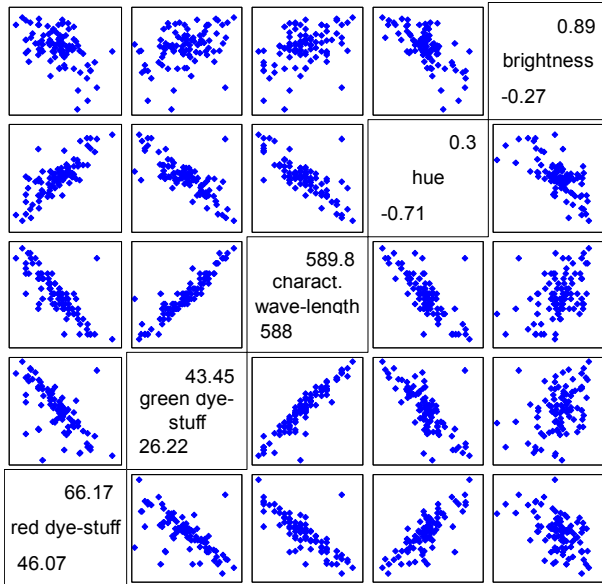 0.89
brightness
-0.27
0.3
hue
-0.71
589.8
charact.
wave-length
588
43.45
green dye-
stuff
26.22
66.17
red dye-stuff
46.07